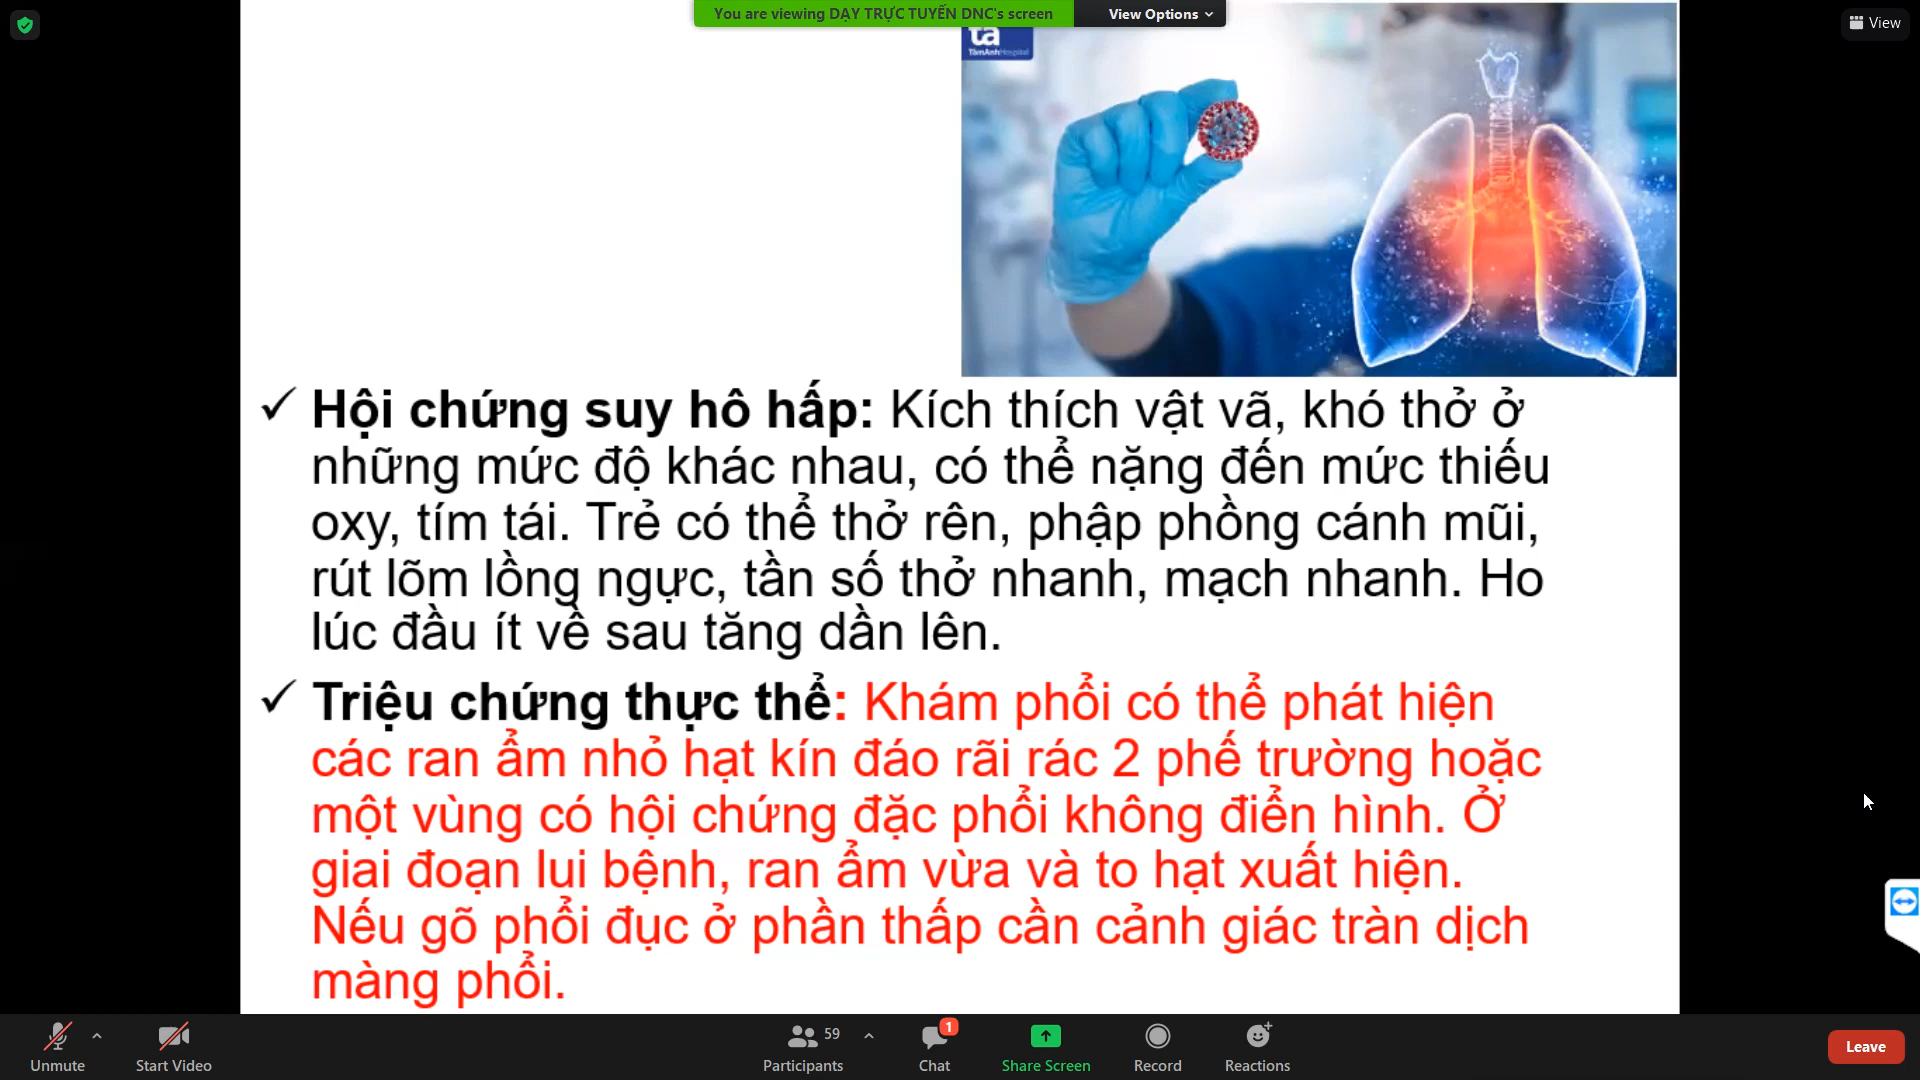 You are viewing DẠY TRỰC TUYẾN DNC's screen
View Options
View
ta
TâmAnh Hospital
✓ Hội chứng suy hô hấp: Kích thích vật vã, khó thở ở
những mức độ khác nhau, có thể nặng đến mức thiếu
oxy, tím tái. Trẻ có thể thở rên, phập phồng cánh mũi,
rút lõm lồng ngực, tần số thở nhanh, mạch nhanh. Ho
lúc đầu ít về sau tăng dần lên.
✓ Triệu chứng thực thể: Khám phổi có thể phát hiện
các ran ẩm nhỏ hạt kín đáo rãi rác 2 phế trường hoặc
một vùng có hội chứng đặc phổi không điển hình. Ở
giai đoạn lui bệnh, ran ẩm vừa và to hạt xuất hiện.
Nếu gõ phổi đục ở phần thấp cần cảnh giác tràn dịch
màng phổi.
Unmute
Start Video
59
Participants
1
Chat
Share Screen
Record
Reactions
Leave